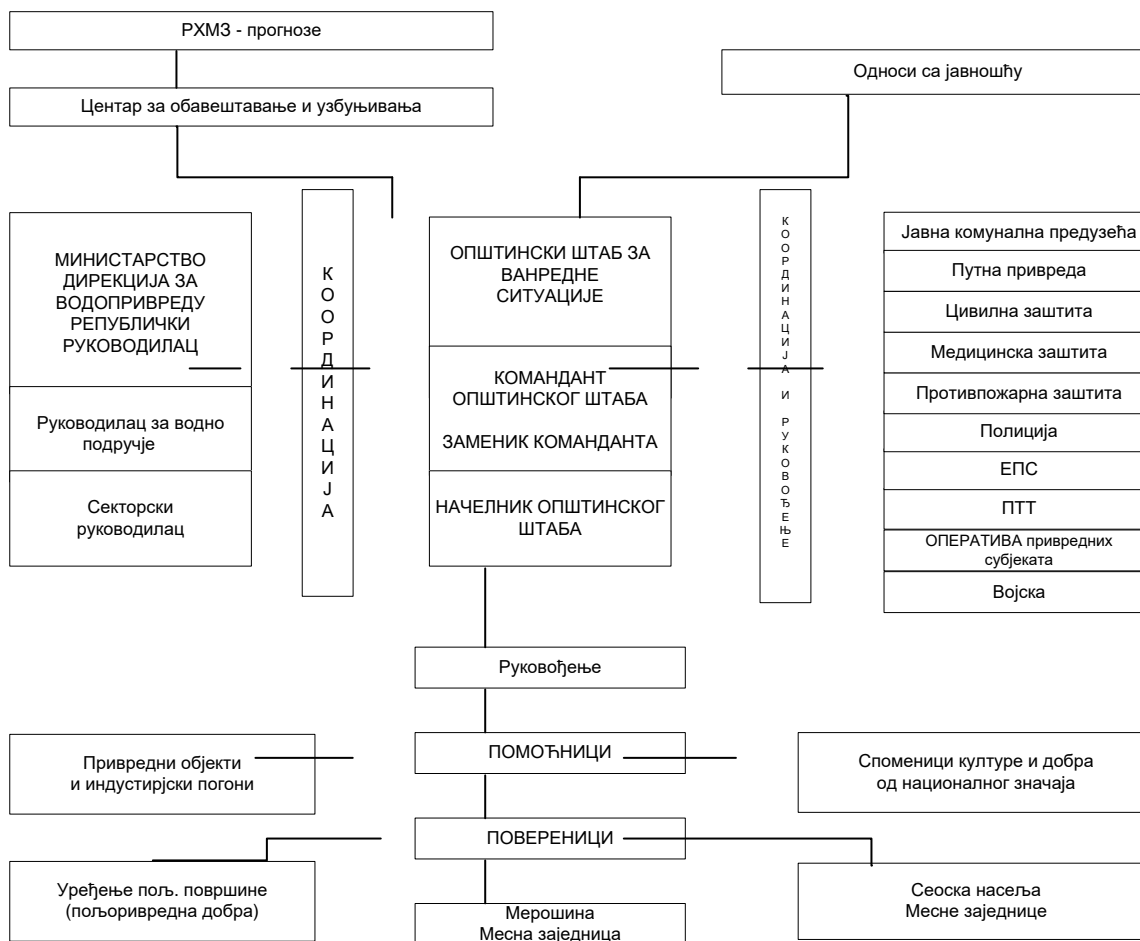 РХМЗ - прогнозе
Односи са јавношћу
Центар за обавештавање и узбуњивања
МИНИСТАРСТВО
ДИРЕКЦИЈА ЗА
ВОДОПРИВРЕДУ
РЕПУБЛИЧКИ
РУКОВОДИЛАЦ
Руководилац за водно
подручје
Секторски
руководилац
КООРДИНАЦИЈА
ОПШТИНСКИ ШТАБ ЗА
ВАНРЕДНЕ
СИТУАЦИЈЕ
КОМАНДАНТ
ОПШТИНСКОГ ШТАБА
ЗАМЕНИК КОМАНДАНТА
НАЧЕЛНИК ОПШТИНСКОГ
ШТАБА
КООРДИНАЦИЈА И РУКОВОЂЕЊЕ
Јавна комунална предузећа
Путна привреда
Цивилна заштита
Медицинска заштита
Противпожарна заштита
Полиција
ЕПС
ПТТ
ОПЕРАТИВА привредних
субјеката
Војска
Руковођење
Привредни објекти
и индустирјски погони
ПОМОЋНИЦИ
Споменици културе и добра
од националног значаја
ПОВЕРЕНИЦИ
Уређење пољ. површине
(пољоривредна добра)
Мерошина
Месна заједница
Сеоска насеља
Месне заједнице